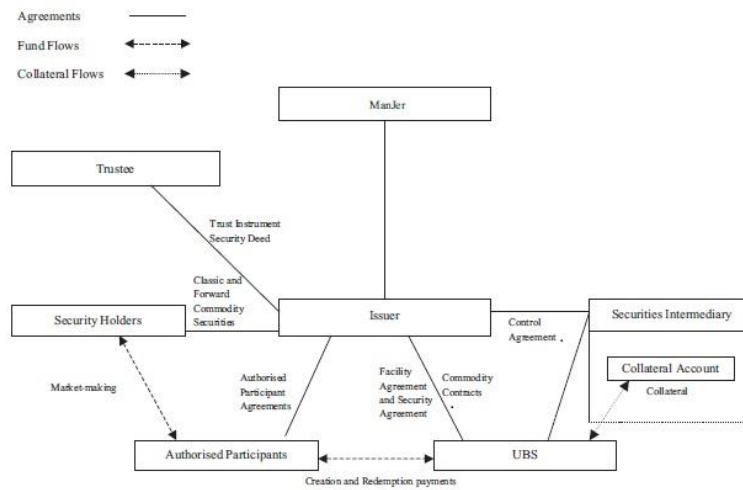 Agreements
Fund Flows
Collateral Flows
ManJer
Trustee
Trust Instrument
Security Deed
Classic and
Forward
Commodity
Securities
Security Holders
Issuer
Securities Intermediary
Control
Agreement
Collateral Account
Collateral
Market-making
Authorised
Participant
Agreements
Facility
Agreement
and Security
Agreement
Commodity
Contracts
Authorised Participants
UBS
Creation and Redemption payments